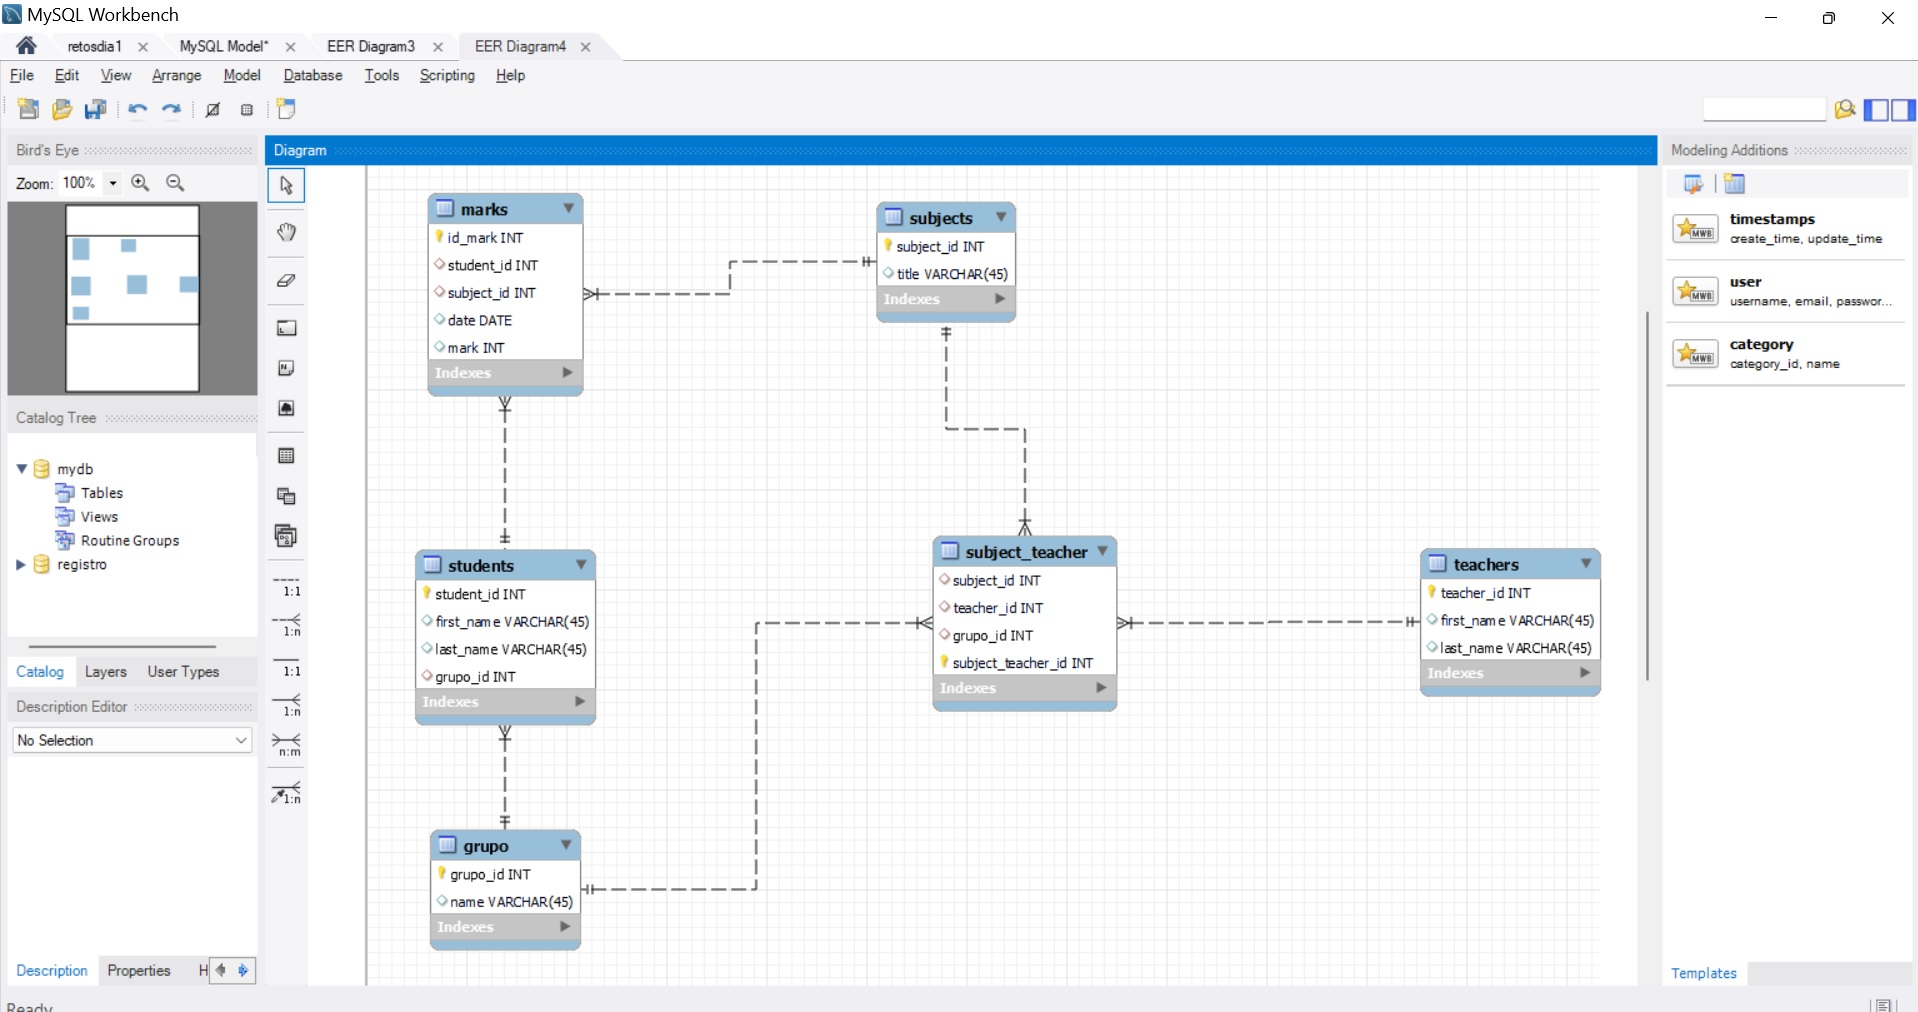 MySQL Workbench
retosdia1
MySQL Model*
EER Diagram3
EER Diagram4
File Edit View Arrange Model Database Tools Scripting Help
Bird's Eye
Zoom: 100%
Catalog Tree
mydb
Tables
Views
Routine Groups
registro
Catalog Layers User Types
Description Editor
No Selection
Description Properties H
Ready
Diagram
1:1
1:n
1:1
1:n
n:m
1:n
marks
id_mark INT
student_id INT
subject_id INT
date DATE
mark INT
Indexes
subjects
subject_id INT
title VARCHAR(45)
Indexes
students
student_id INT
first_name VARCHAR(45)
last_name VARCHAR(45)
grupo_id INT
Indexes
subject_teacher
subject_id INT
teacher_id INT
grupo_id INT
subject_teacher_id INT
Indexes
teachers
teacher_id INT
first_name VARCHAR(45)
last_name VARCHAR(45)
Indexes
grupo
grupo_id INT
name VARCHAR(45)
Indexes
Modeling Additions
MWB
timestamps
create_time, update_time
MWB
user
username, email, passwor...
MWB
category
category_id, name
Templates